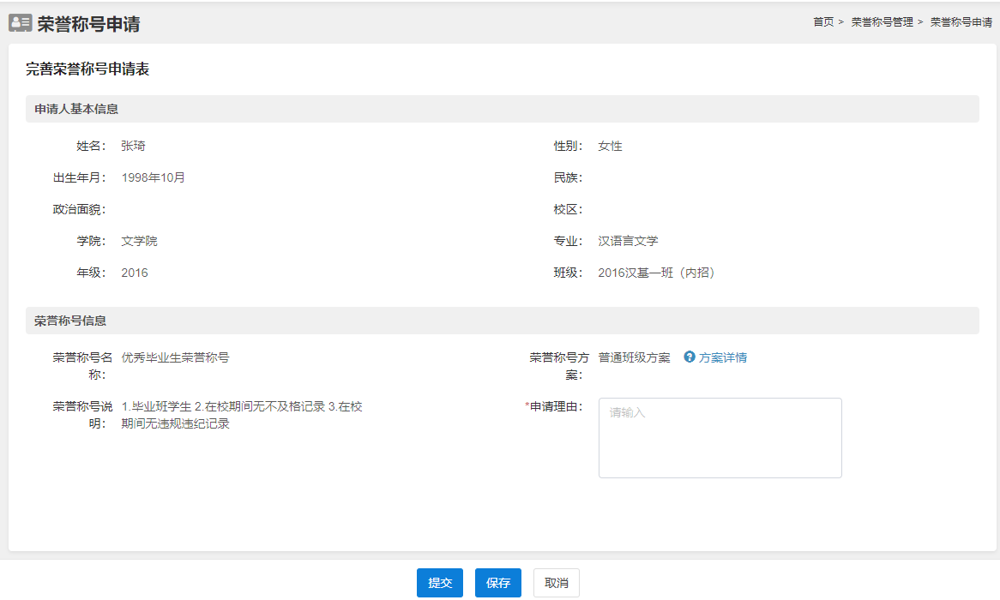 荣誉称号申请
首页 > 荣誉称号管理 > 荣誉称号申请
完善荣誉称号申请表
申请人基本信息
姓名： 张琦
性别： 女性
出生年月： 1998年10月
民族：
政治面貌：
校区：
学院： 文学院
专业： 汉语言文学
年级： 2016
班级： 2016汉基一班（内招）
荣誉称号信息
荣誉称号名称： 优秀毕业生荣誉称号
荣誉称号方案： 普通班级方案 方案详情
荣誉称号说明： 1.毕业班学生 2.在校期间无不及格记录 3.在校
期间无违规违纪记录
*申请理由： 请输入
提交 保存 取消